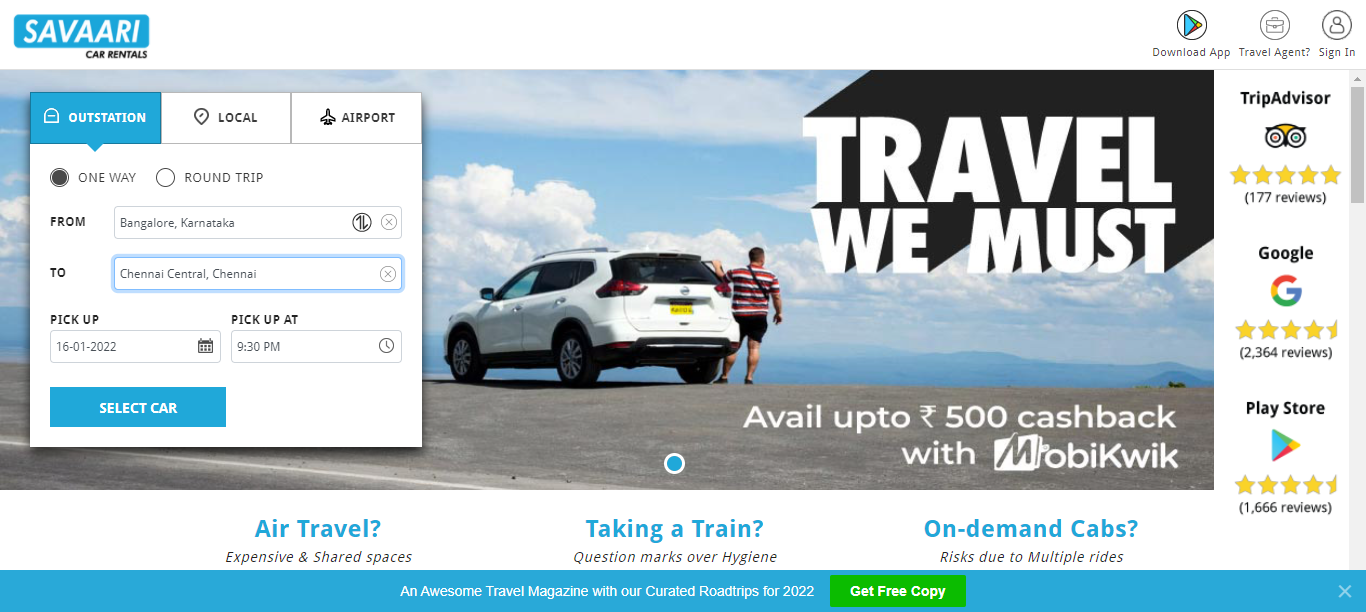 SAVAARI
CAR RENTALS
Download App
Travel Agent?
Sign In
OUTSTATION
LOCAL
AIRPORT
ONE WAY
ROUND TRIP
FROM
Bangalore, Karnataka
TO
Chennai Central, Chennai
PICK UP
PICK UP AT
16-01-2022
9:30 PM
SELECT CAR
TRAVEL
WE MUST
Avail upto ₹ 500 cashback
with MobiKwik
TripAdvisor
(177 reviews)
Google
(2,364 reviews)
Play Store
(1,666 reviews)
Air Travel?
Expensive & Shared spaces
Taking a Train?
Question marks over Hygiene
On-demand Cabs?
Risks due to Multiple rides
An Awesome Travel Magazine with our Curated Roadtrips for 2022
Get Free Copy